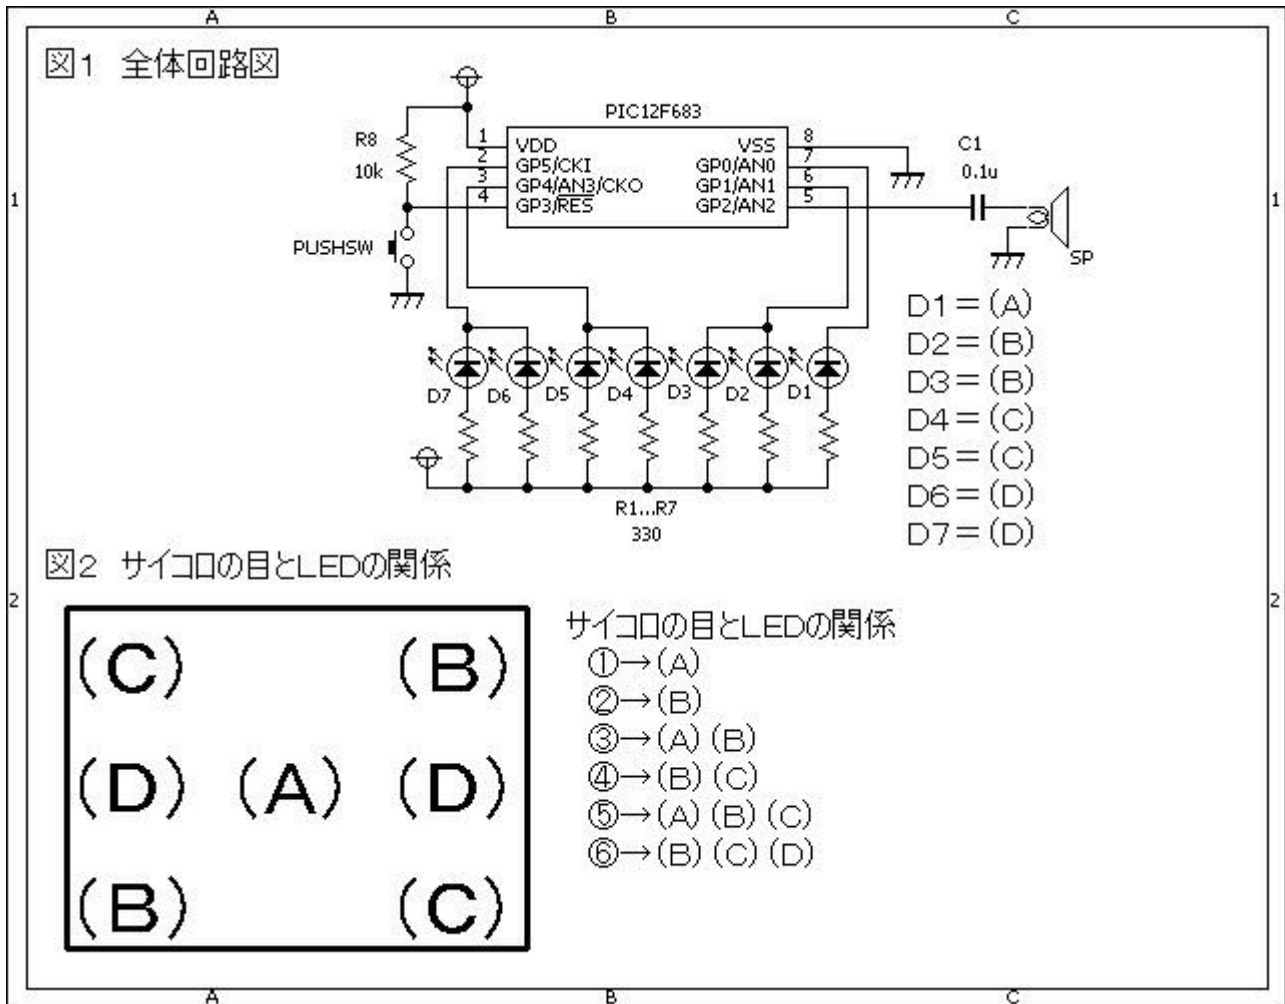 A B C
図1 全体回路図
PIC12F683
R8
10k
1 VDD
2 GP5/CKI
3 GP4/AN3/CKO
4 GP3/RES
VSS 8
GP0/AN0 7
GP1/AN1 6
GP2/AN2 5
C1
0.1u
1
1
PUSHSW
SP
D7 D6 D5 D4 D3 D2 D1
R1...R7
330
D1=(A)
D2=(B)
D3=(B)
D4=(C)
D5=(C)
D6=(D)
D7=(D)
図2 サイコロの目とLEDの関係
2
2
(C) (B)
(D) (A) (D)
(B) (C)
サイコロの目とLEDの関係
①→(A)
②→(B)
③→(A)(B)
④→(B)(C)
⑤→(A)(B)(C)
⑥→(B)(C)(D)
A B C